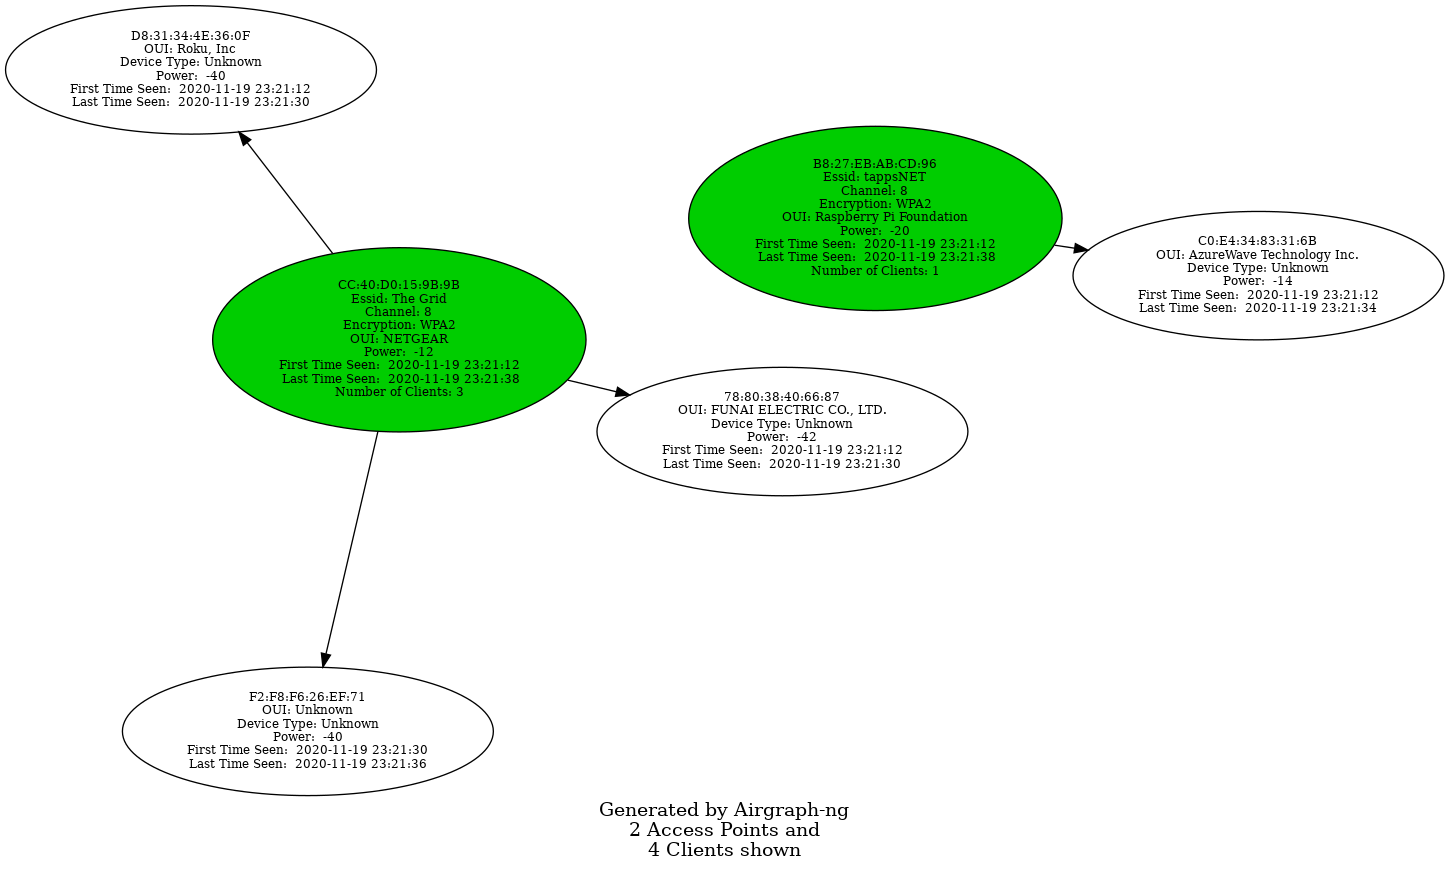 D8:31:34:4E:36:0F
OUI: Roku, Inc
Device Type: Unknown
Power:  -40
First Time Seen:  2020-11-19 23:21:12
Last Time Seen:  2020-11-19 23:21:30
B8:27:EB:AB:CD:96
Essid: tappsNET
Channel: 8
Encryption: WPA2
OUI: Raspberry Pi Foundation
Power:  -20
First Time Seen:  2020-11-19 23:21:12
Last Time Seen:  2020-11-19 23:21:38
Number of Clients: 1
C0:E4:34:83:31:6B
OUI: AzureWave Technology Inc.
Device Type: Unknown
Power:  -14
First Time Seen:  2020-11-19 23:21:12
Last Time Seen:  2020-11-19 23:21:34
CC:40:D0:15:9B:9B
Essid: The Grid
Channel: 8
Encryption: WPA2
OUI: NETGEAR
Power:  -12
First Time Seen:  2020-11-19 23:21:12
Last Time Seen:  2020-11-19 23:21:38
Number of Clients: 3
78:80:38:40:66:87
OUI: FUNAI ELECTRIC CO., LTD.
Device Type: Unknown
Power:  -42
First Time Seen:  2020-11-19 23:21:12
Last Time Seen:  2020-11-19 23:21:30
F2:F8:F6:26:EF:71
OUI: Unknown
Device Type: Unknown
Power:  -40
First Time Seen:  2020-11-19 23:21:30
Last Time Seen:  2020-11-19 23:21:36
Generated by Airgraph-ng
2 Access Points and
4 Clients shown